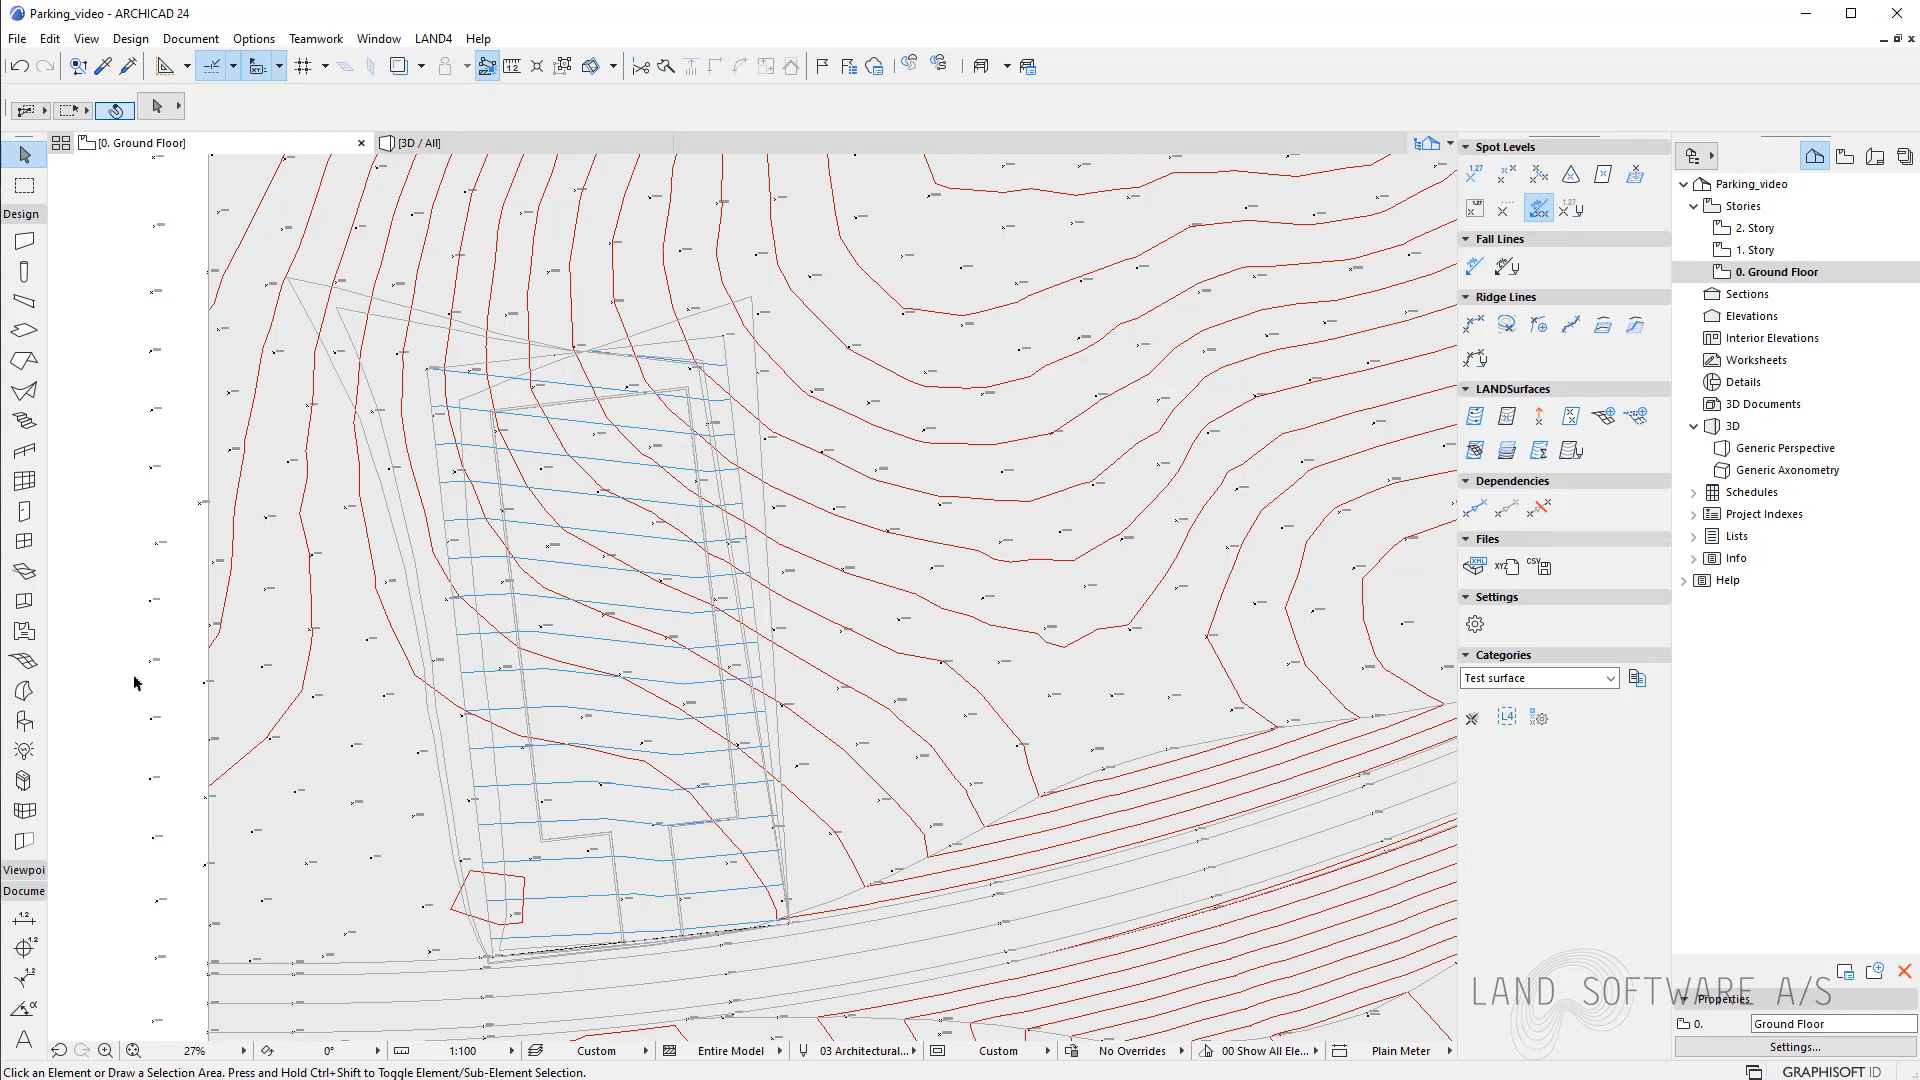 Parking_video - ARCHICAD 24
File Edit View Design Document Options Teamwork Window LAND4 Help
[0. Ground Floor]
[3D / All]
Design
Viewpoi
Docume
Spot Levels
Fall Lines
Ridge Lines
LANDSurfaces
Dependencies
Files
Settings
Categories
Test surface
Parking_video
Stories
2. Story
1. Story
0. Ground Floor
Sections
Elevations
Interior Elevations
Worksheets
Details
3D Documents
3D
Generic Perspective
Generic Axonometry
Schedules
Project Indexes
Lists
Info
Help
LAND SOFTWARE A/S
Properties
0. Ground Floor
Settings...
27% 0° 1:100 Custom Entire Model 03 Architectural... Custom No Overrides 00 Show All Ele... Plain Meter
Click an Element or Draw a Selection Area. Press and Hold Ctrl+Shift to Toggle Element/Sub-Element Selection.
GRAPHISOFT ID